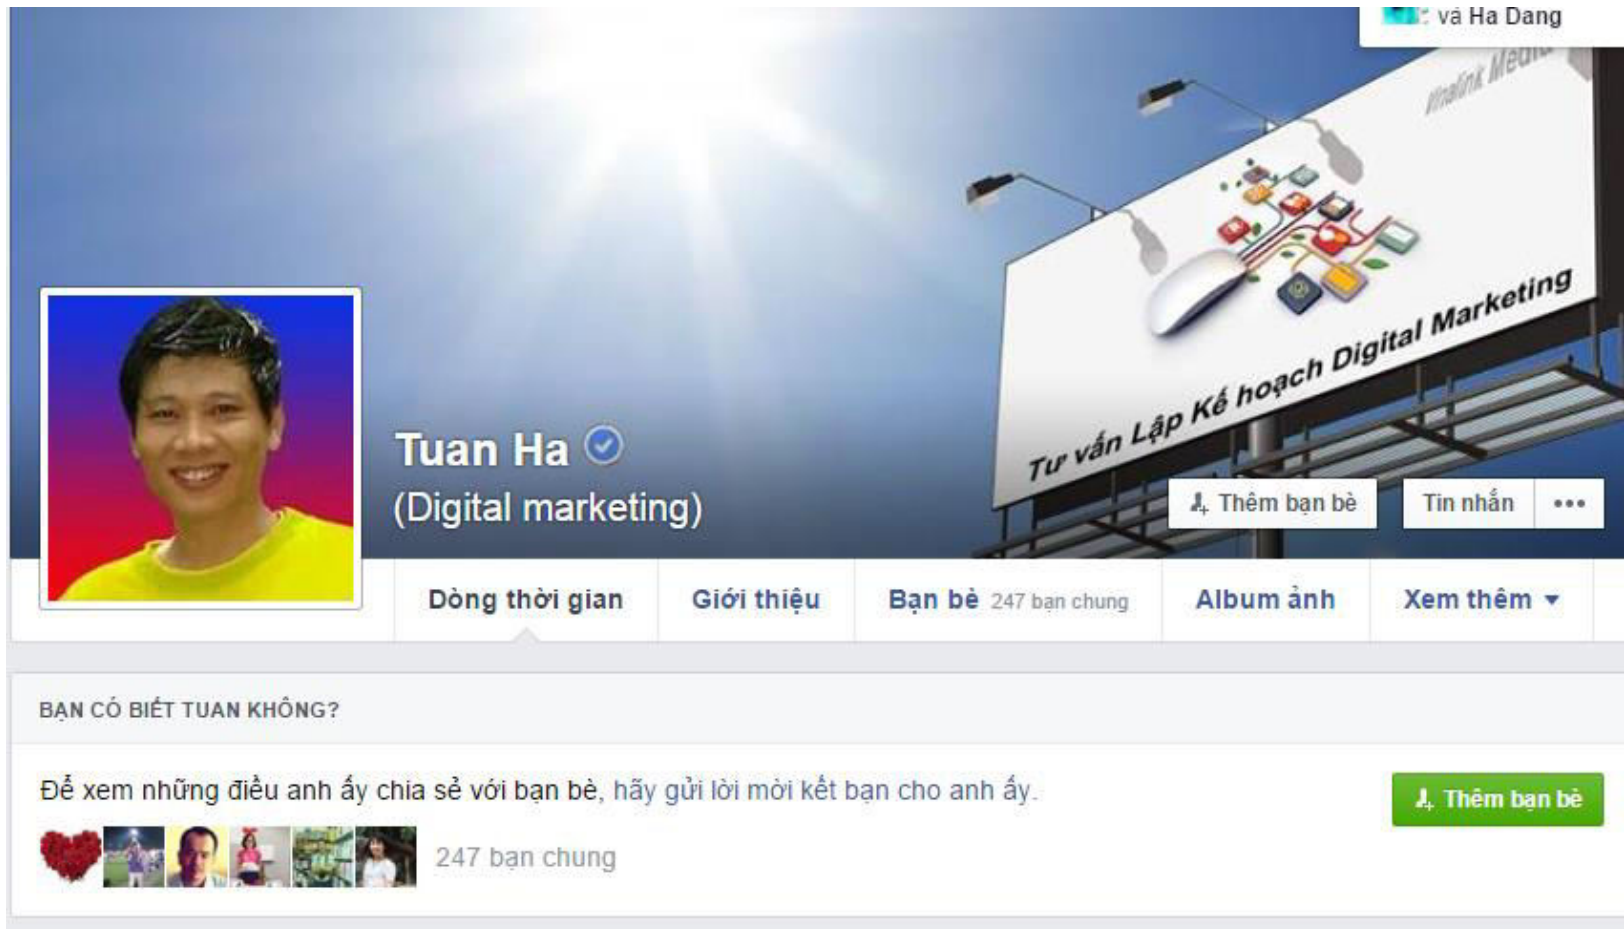 và Ha Dang
Vinalink Media
Tư vấn Lập Kế hoạch Digital Marketing
Tuan Ha
(Digital marketing)
Thêm bạn bè
Tin nhắn
Dòng thời gian
Giới thiệu
Bạn bè 247 bạn chung
Album ảnh
Xem thêm
BẠN CÓ BIẾT TUAN KHÔNG?
Để xem những điều anh ấy chia sẻ với bạn bè, hãy gửi lời mời kết bạn cho anh ấy.
Thêm bạn bè
247 bạn chung